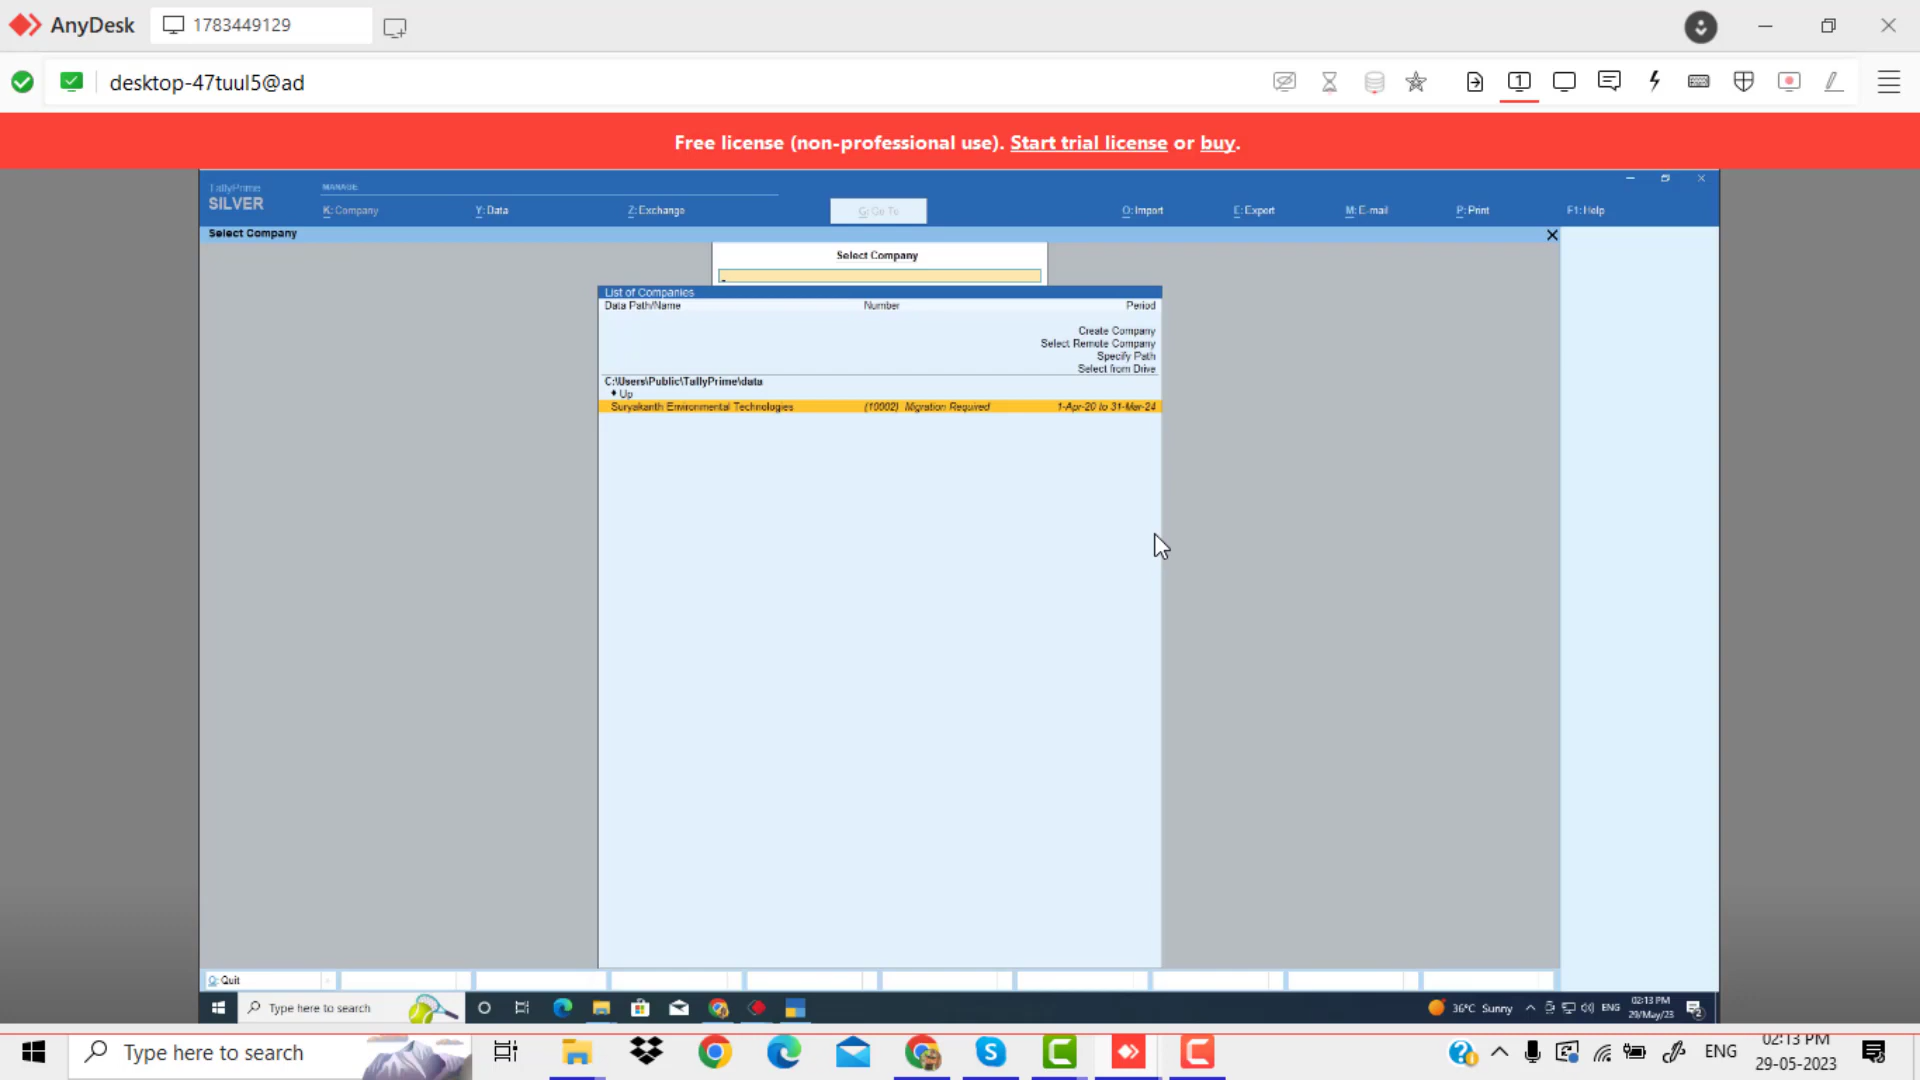 AnyDesk
1783449129
desktop-47tuul5@ad
1
Free license (non-professional use). Start trial license or buy.
TallyPrime
SILVER
MANAGE
K: Company
Y: Data
Z: Exchange
G: Go To
O: Import
E: Export
M: E-mail
P: Print
F1: Help
Select Company
Select Company
List of Companies
Data Path/Name Number Period
Create Company
Select Remote Company
Specify Path
Select from Drive
C:\Users\Public\TallyPrime\data
♦ Up
Suryakanth Environmental Technologies (10002) Migration Required 1-Apr-20 to 31-Mar-24
Q: Quit
Type here to search
36°C Sunny
ENG
02:13 PM
29/May/23
2
Type here to search
ENG
02:13 PM
29-05-2023